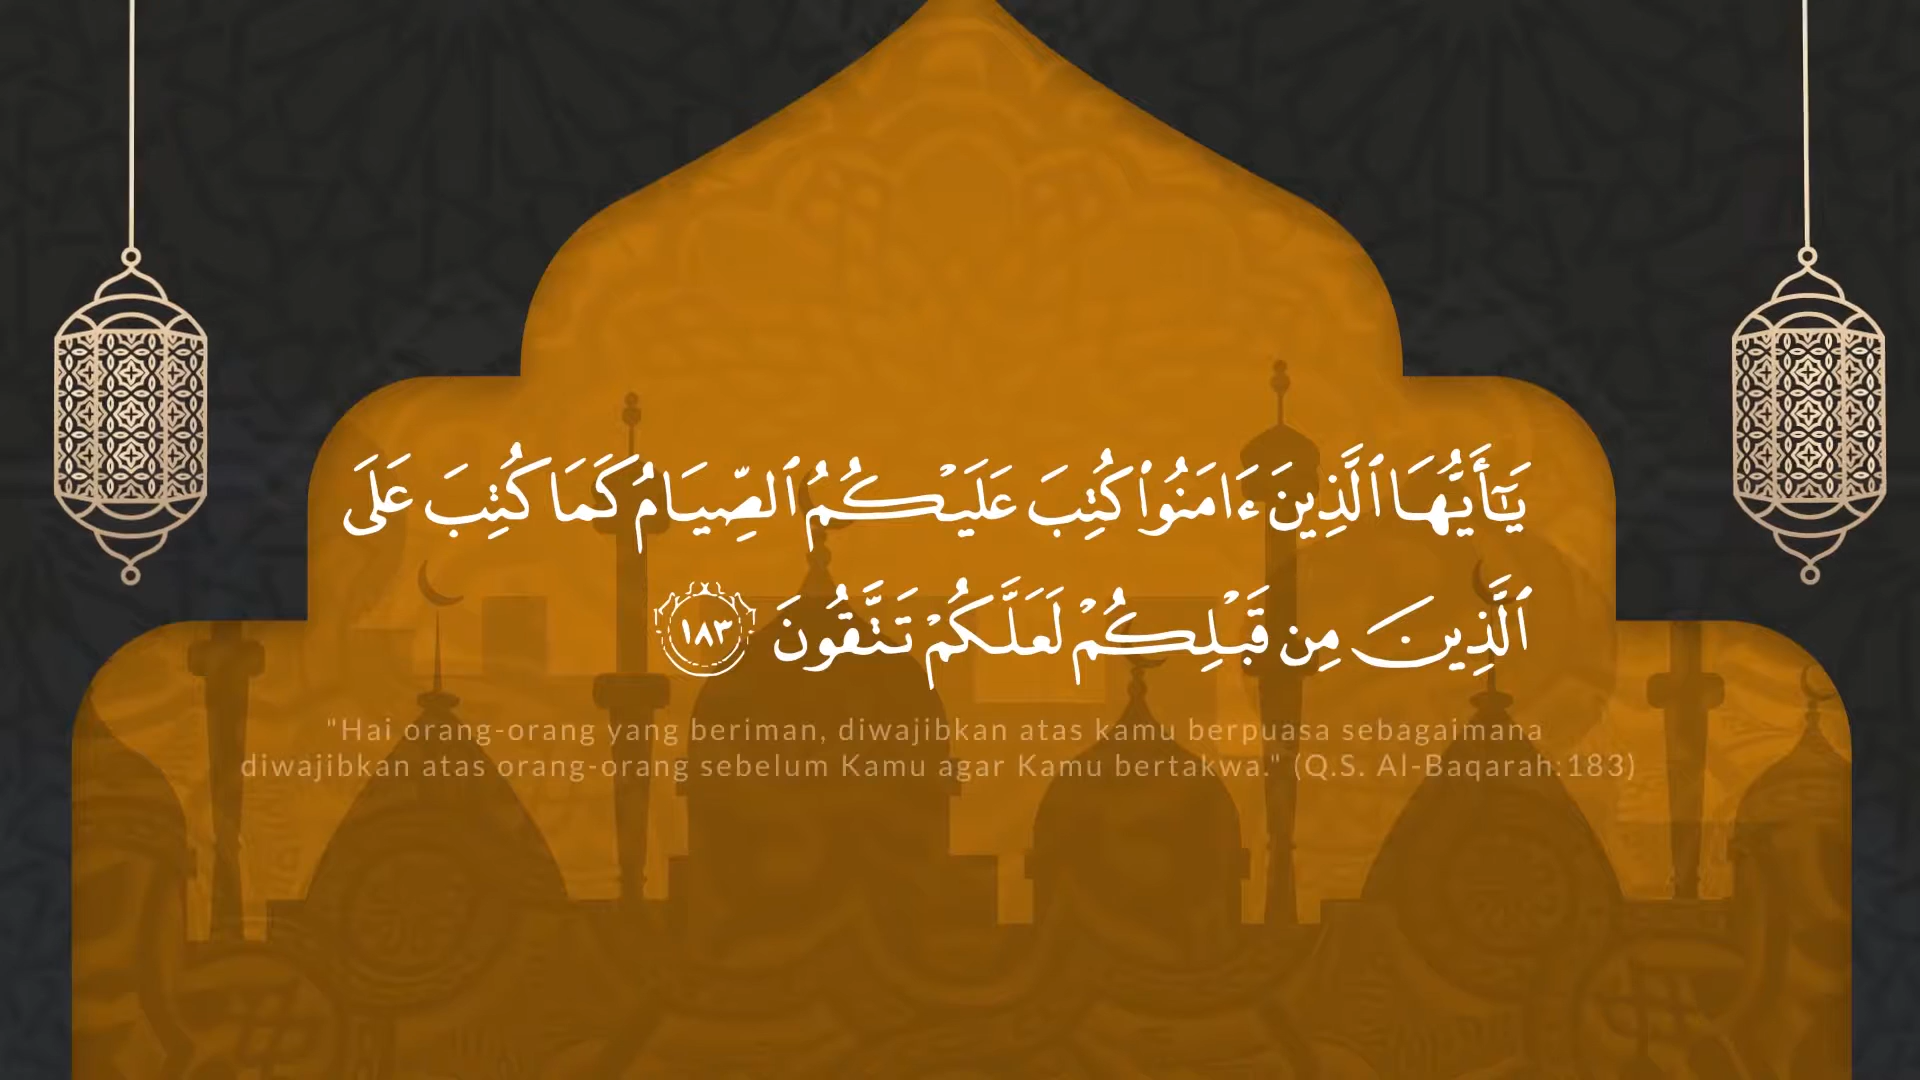 يَٰٓأَيُّهَا ٱلَّذِينَ ءَامَنُوا۟ كُتِبَ عَلَيْكُمُ ٱلصِّيَامُ كَمَا كُتِبَ عَلَى
ٱلَّذِينَ مِن قَبْلِكُمْ لَعَلَّكُمْ تَتَّقُونَ ١٨٣
"Hai orang-orang yang beriman, diwajibkan atas kamu berpuasa sebagaimana
diwajibkan atas orang-orang sebelum Kamu agar Kamu bertakwa." (Q.S. Al-Baqarah:183)